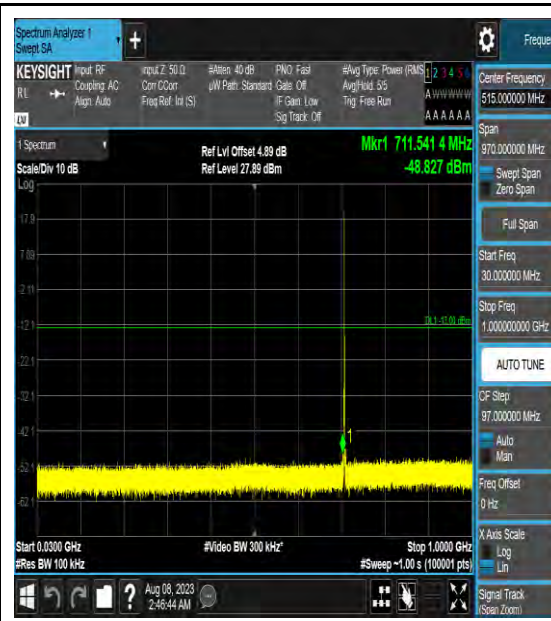 Spectrum Analyzer 1
Swept SA
+
Freque
KEYSIGHT Input: RF Input Z: 50 Ω #Atten: 40 dB PNO: Fast #Avg Type: Power (RMS 1 2 3 4 5 6
RL Coupling: AC Corr CCorr µW Path: Standard Gate: Off Avg|Hold: 5/5 A W W W W W
Align: Auto Freq Ref: Int (S) IF Gain: Low Trig: Free Run
Sig Track: Off A A A A A A
LV
1 Spectrum Ref Lvl Offset 4.89 dB Mkr1 711.541 4 MHz
Scale/Div 10 dB Ref Level 27.89 dBm -48.827 dBm
Log
17.9
7.89
-2.11
-12.1
DL1 -13.00 dBm
-22.1
-32.1
-42.1
1
-52.1
-62.1
Start 0.0300 GHz #Video BW 300 kHz* Stop 1.0000 GHz
#Res BW 100 kHz #Sweep ~1.00 s (100001 pts)
Center Frequency
515.000000 MHz
Span
970.000000 MHz
Swept Span
Zero Span
Full Span
Start Freq
30.000000 MHz
Stop Freq
1.000000000 GHz
AUTO TUNE
CF Step
97.000000 MHz
Auto
Man
Freq Offset
0 Hz
X Axis Scale
Log
Lin
Signal Track
(Span Zoom)
? Aug 08, 2023
2:46:44 AM